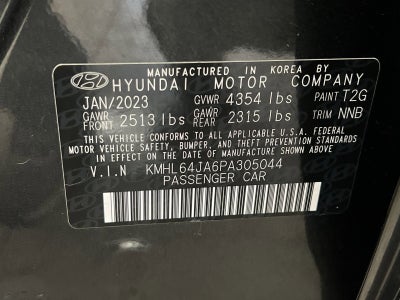 MANUFACTURED IN KOREA BY
HYUNDAI MOTOR COMPANY
JAN/2023 GVWR 4354 lbs PAINT T2G
GAWR FRONT 2513 lbs GAWR REAR 2315 lbs TRIM NNB
THIS VEHICLE CONFORMS TO ALL APPLICABLE U.S.A. FEDERAL
MOTOR VEHICLE SAFETY, BUMPER, AND THEFT PREVENTION STANDARDS
IN EFFECT ON THE DATE OF MANUFACTURE SHOWN ABOVE.
V.I.N KMHL64JA6PA305044
PASSENGER CAR